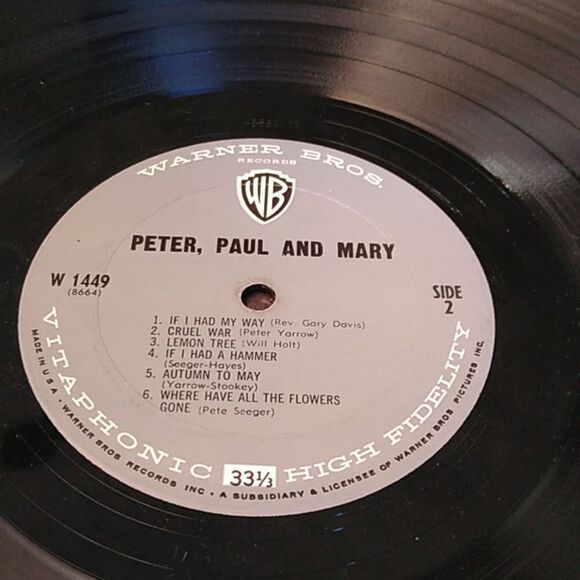 WARNER BROS.
RECORDS
WB
PETER, PAUL AND MARY
W 1449
(8664)
SIDE
2
1. IF I HAD MY WAY (Rev. Gary Davis)
2. CRUEL WAR (Peter Yarrow)
3. LEMON TREE (Will Holt)
4. IF I HAD A HAMMER
(Seeger-Hayes)
5. AUTUMN TO MAY
(Yarrow-Stookey)
6. WHERE HAVE ALL THE FLOWERS
GONE (Pete Seeger)
VITAPHONIC 33⅓ HIGH FIDELITY
MADE IN U.S.A. • WARNER BROS RECORDS INC • A SUBSIDIARY & LICENSEE OF WARNER BROS PICTURES INC.